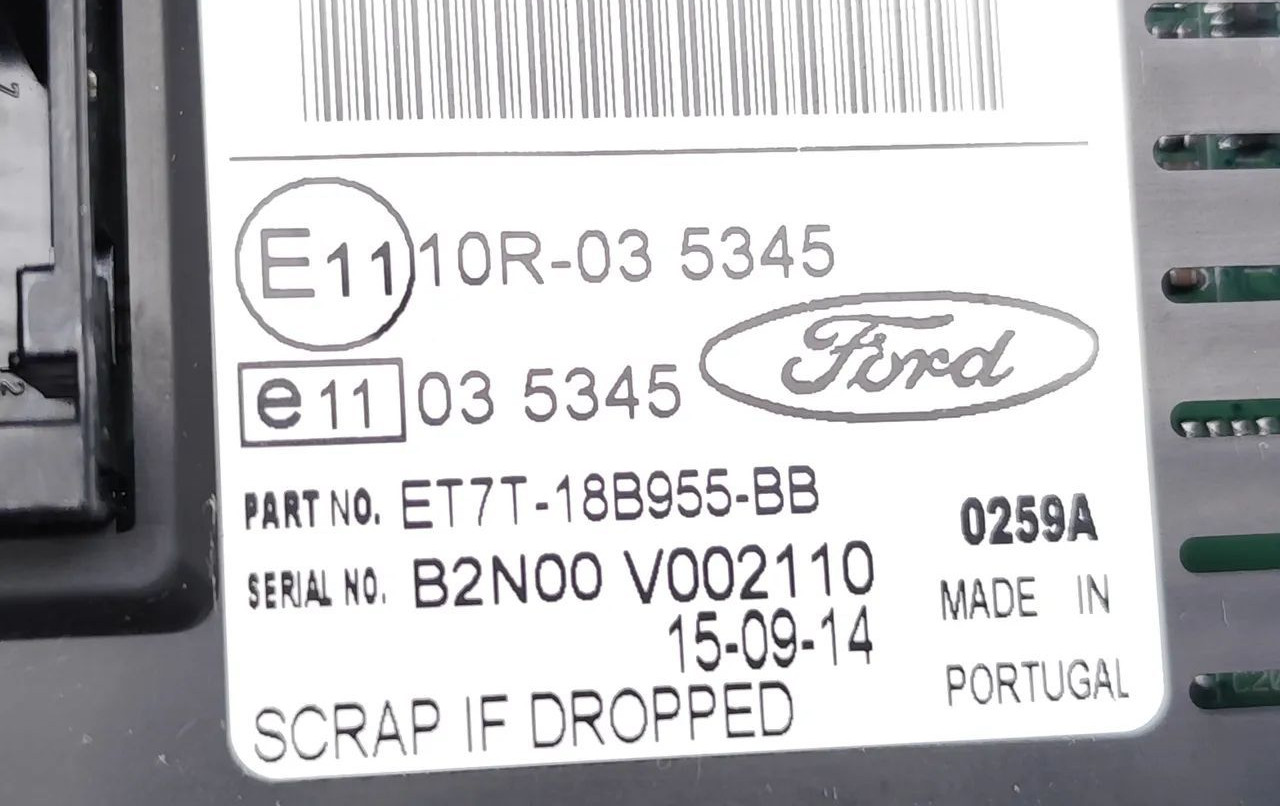 E11 10R-03 5345
e11 03 5345
Ford
PART NO. ET7T-18B955-BB
0259A
SERIAL NO. B2N00 V002110
MADE IN
15-09-14
PORTUGAL
SCRAP IF DROPPED